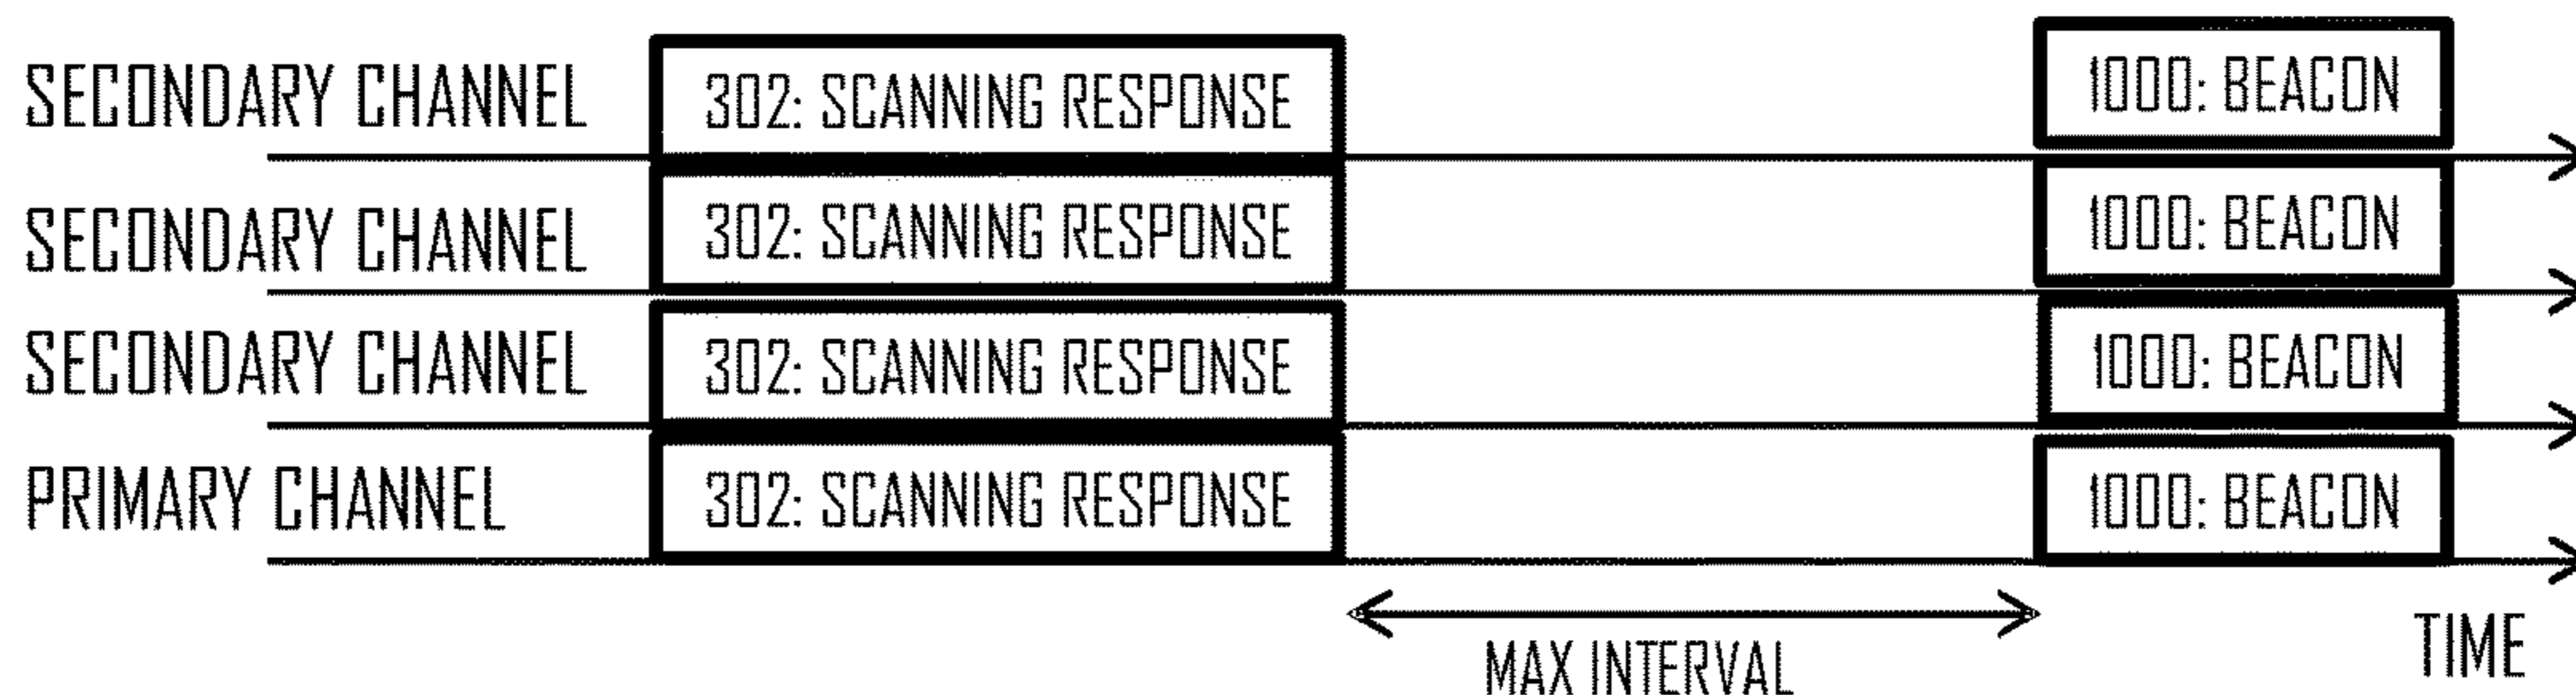 SECONDARY CHANNEL 302: SCANNING RESPONSE 1000: BEACON
SECONDARY CHANNEL 302: SCANNING RESPONSE 1000: BEACON
SECONDARY CHANNEL 302: SCANNING RESPONSE 1000: BEACON
PRIMARY CHANNEL 302: SCANNING RESPONSE 1000: BEACON
MAX INTERVAL TIME